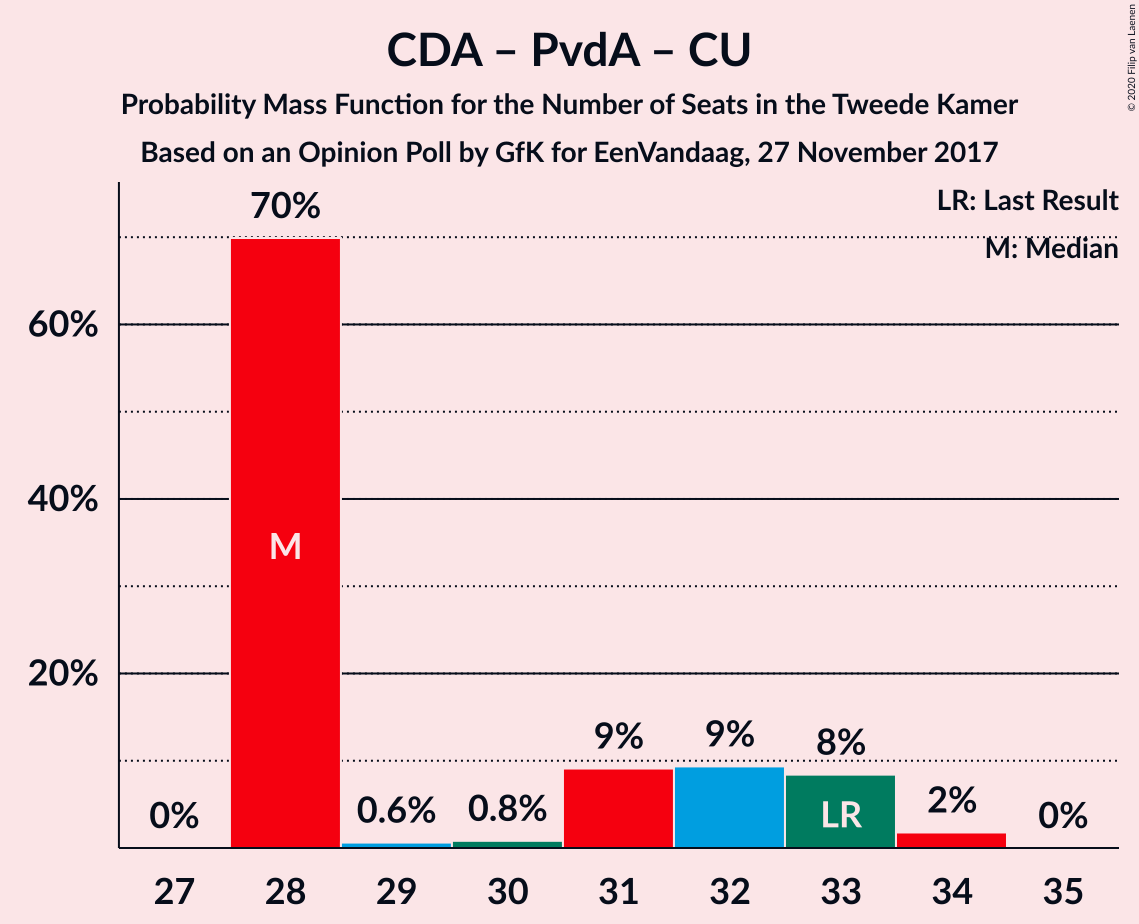 CDA – PvdA – CU
Probability Mass Function for the Number of Seats in the Tweede Kamer
Based on an Opinion Poll by GfK for EenVandaag, 27 November 2017
© 2020 Filip van Laenen
LR: Last Result
M: Median
60%
40%
20%
0%
70%
M
0.6%
0.8%
9%
9%
8%
LR
2%
0%
27
28
29
30
31
32
33
34
35